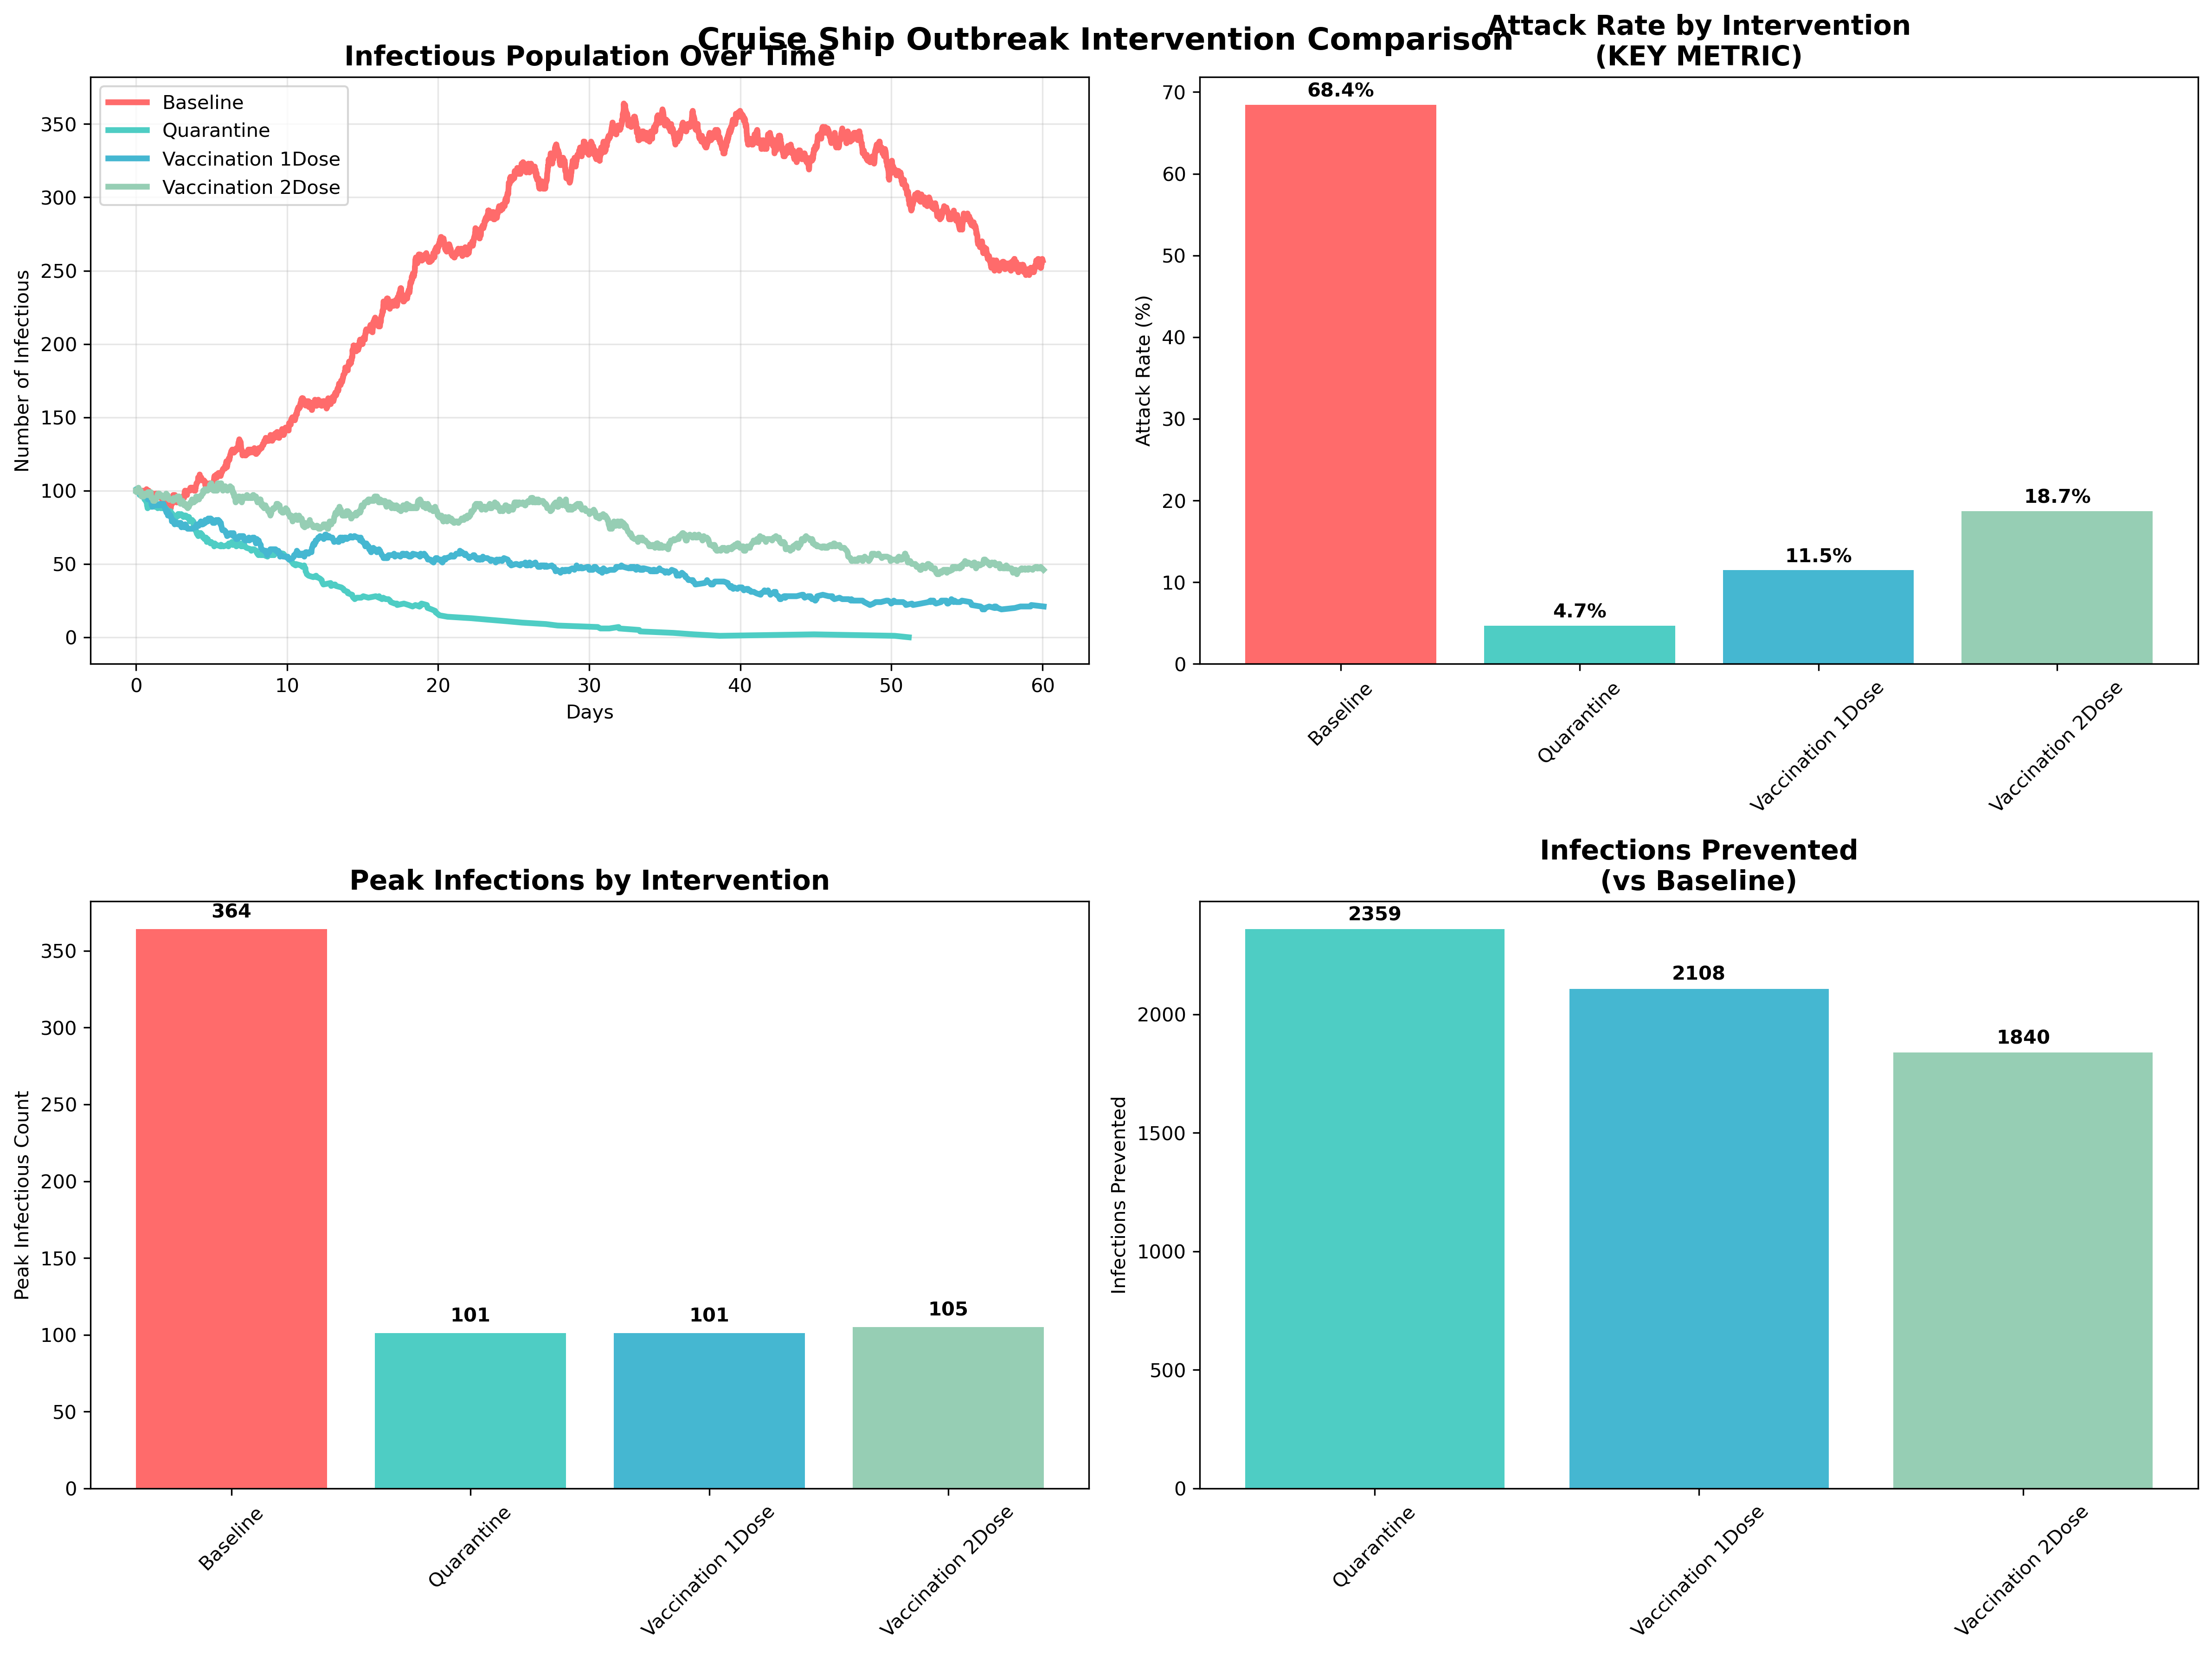 Cruise Ship Outbreak Intervention Comparison
Infectious Population Over Time
Baseline
Quarantine
Vaccination 1Dose
Vaccination 2Dose
Number of Infectious
350
300
250
200
150
100
50
0
0 10 20 30 40 50 60
Days
Attack Rate by Intervention
(KEY METRIC)
Attack Rate (%)
70
60
50
40
30
20
10
0
68.4%
4.7%
11.5%
18.7%
Baseline
Quarantine
Vaccination 1Dose
Vaccination 2Dose
Peak Infections by Intervention
Peak Infectious Count
350
300
250
200
150
100
50
0
364
101
101
105
Baseline
Quarantine
Vaccination 1Dose
Vaccination 2Dose
Infections Prevented
(vs Baseline)
Infections Prevented
2000
1500
1000
500
0
2359
2108
1840
Quarantine
Vaccination 1Dose
Vaccination 2Dose